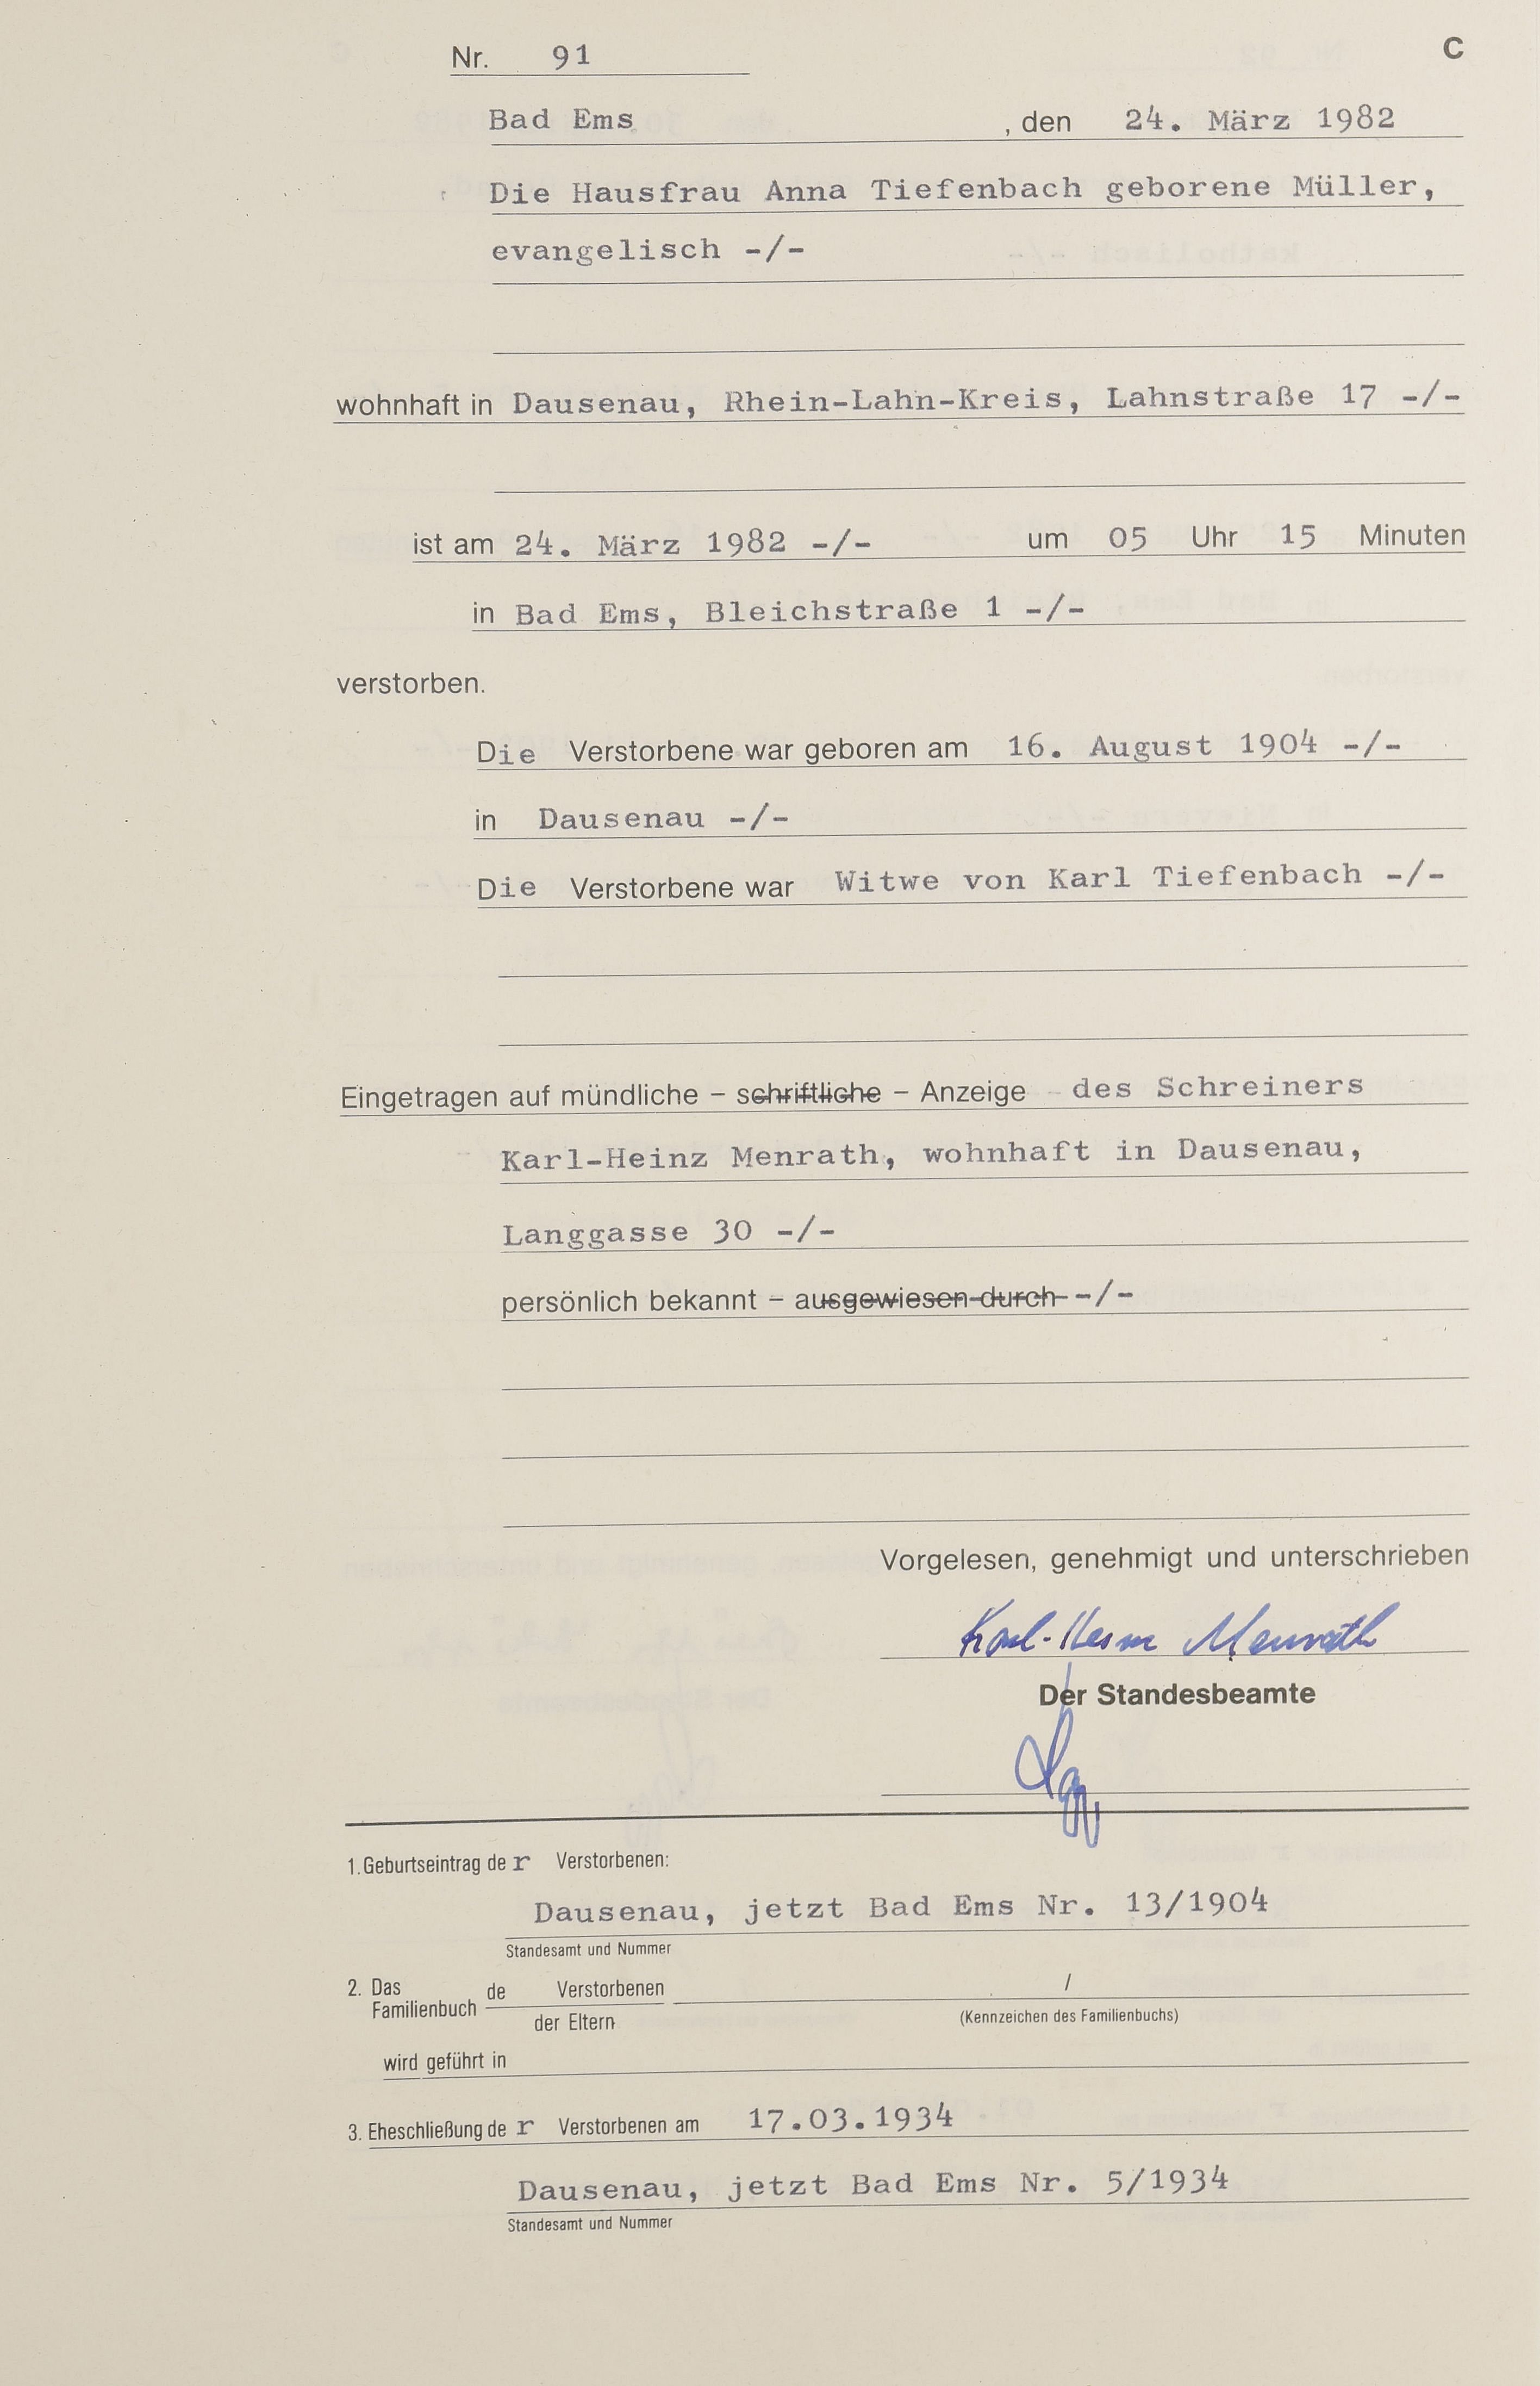 Nr. 91 C
Bad Ems , den 24. März 1982
Die Hausfrau Anna Tiefenbach geborene Müller,
evangelisch -/-
wohnhaft in Dausenau, Rhein-Lahn-Kreis, Lahnstraße 17 -/-
ist am 24. März 1982 -/- um 05 Uhr 15 Minuten
in Bad Ems, Bleichstraße 1 -/-
verstorben.
Die Verstorbene war geboren am 16. August 1904 -/-
in Dausenau -/-
Die Verstorbene war Witwe von Karl Tiefenbach -/-
Eingetragen auf mündliche – schriftliche – Anzeige des Schreiners
Karl-Heinz Menrath, wohnhaft in Dausenau,
Langgasse 30 -/-
persönlich bekannt – ausgewiesen durch -/-
Vorgelesen, genehmigt und unterschrieben
Karl-Heinz Menrath
Der Standesbeamte
1. Geburtseintrag der Verstorbenen:
Dausenau, jetzt Bad Ems Nr. 13/1904
Standesamt und Nummer
2. Das Familienbuch de Verstorbenen /
der Eltern (Kennzeichen des Familienbuchs)
wird geführt in
3. Eheschließung der Verstorbenen am 17.03.1934
Dausenau, jetzt Bad Ems Nr. 5/1934
Standesamt und Nummer